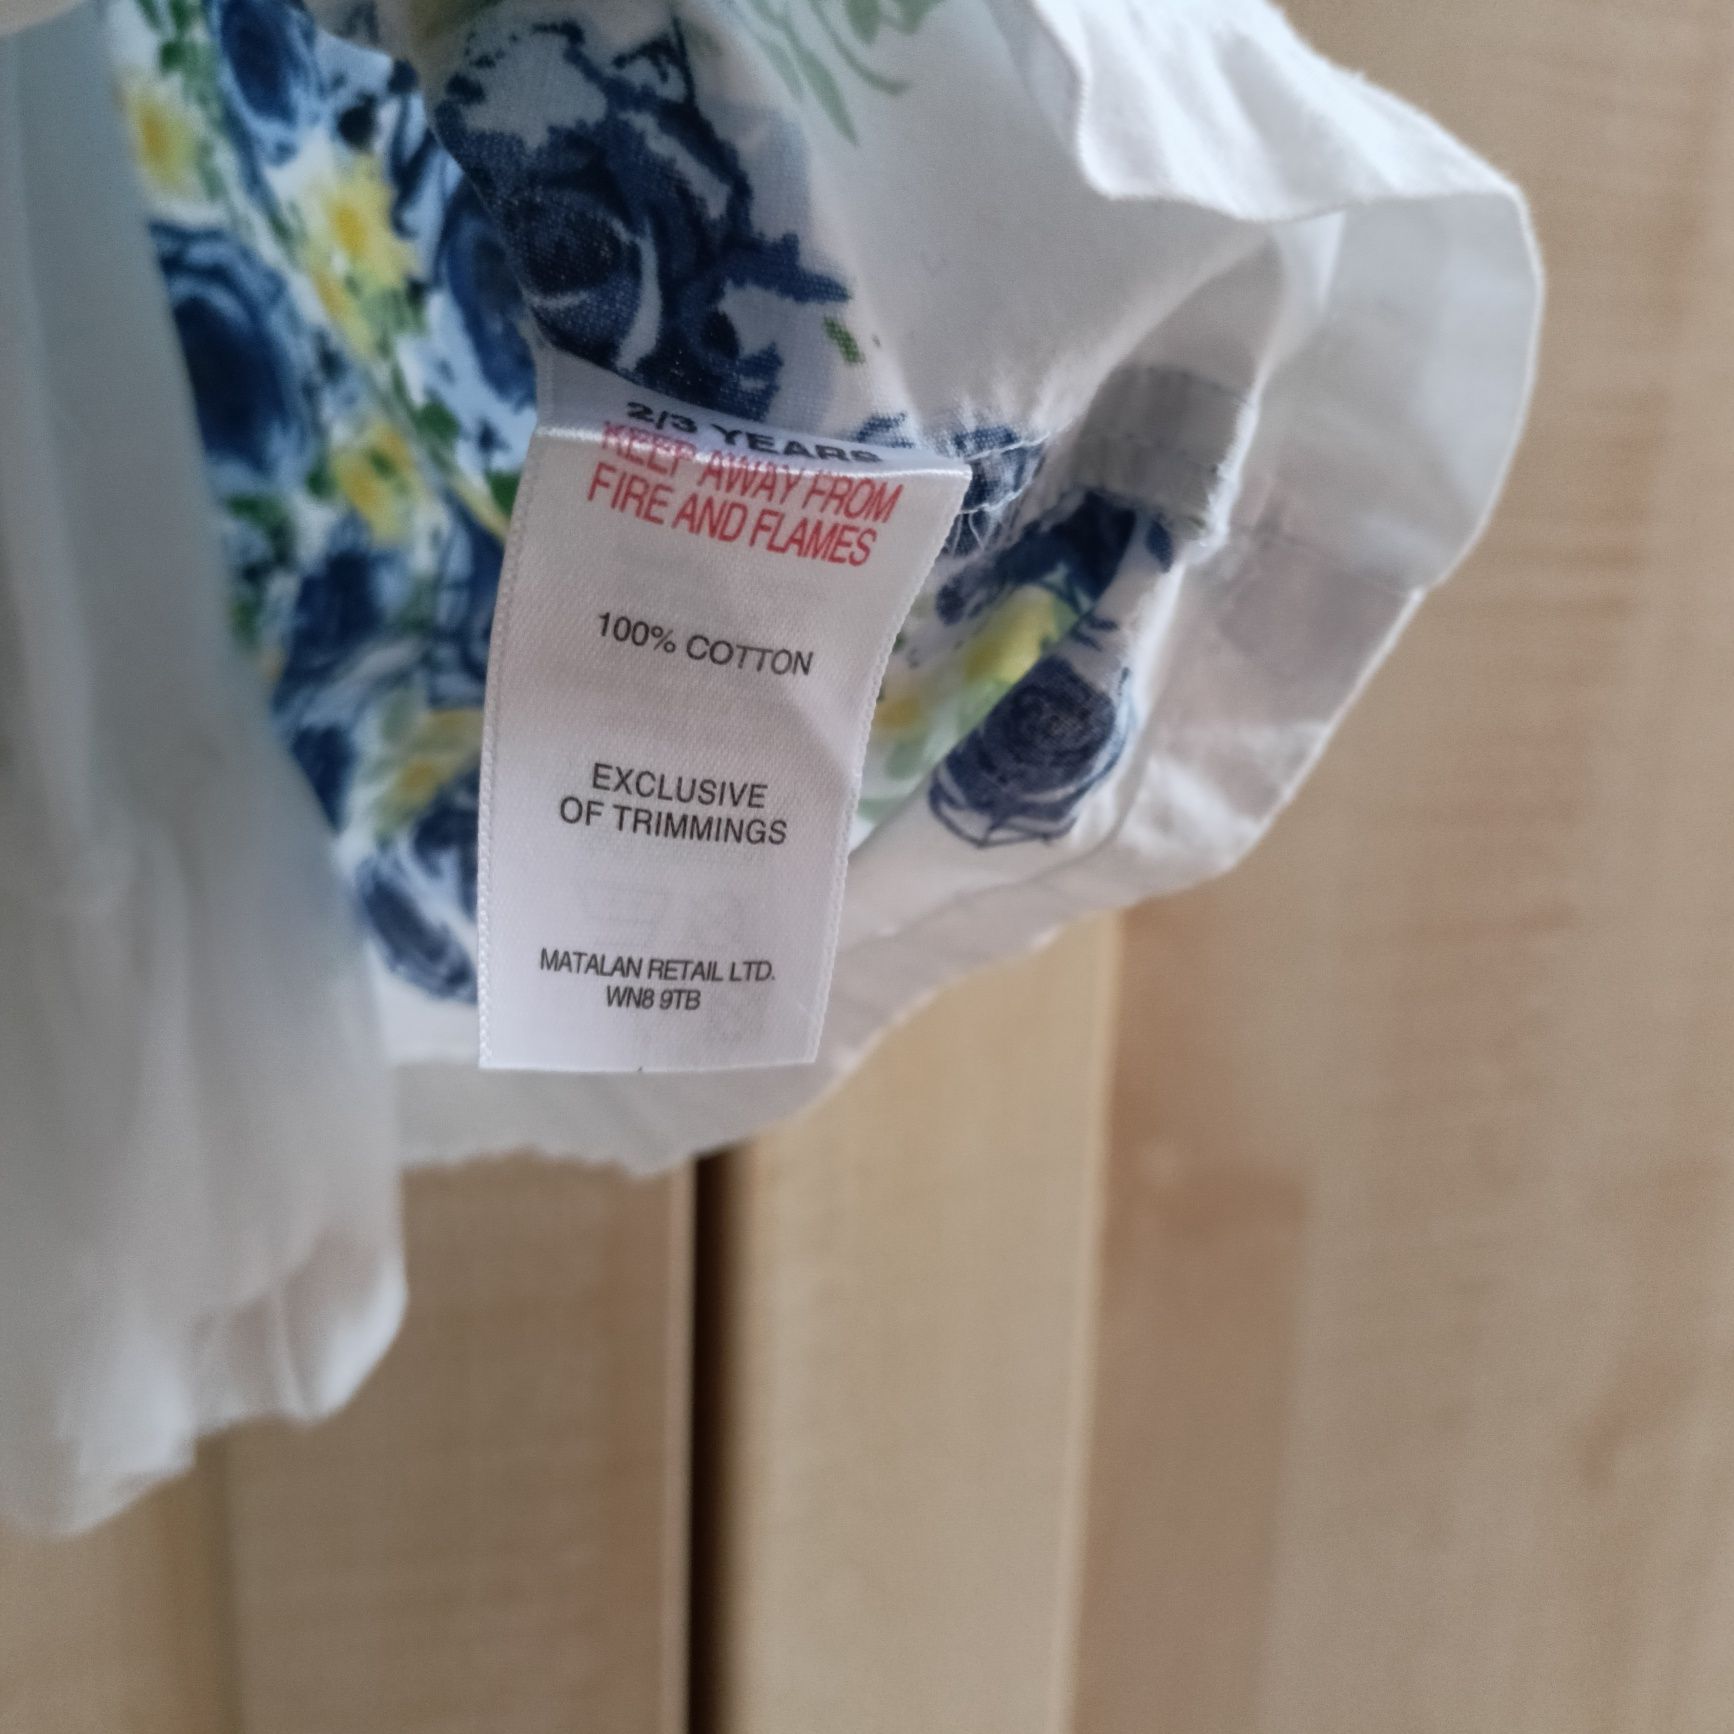 2/3 YEARS
KEEP AWAY FROM
FIRE AND FLAMES
100% COTTON
EXCLUSIVE
OF TRIMMINGS
MATALAN RETAIL LTD.
WN8 9TB